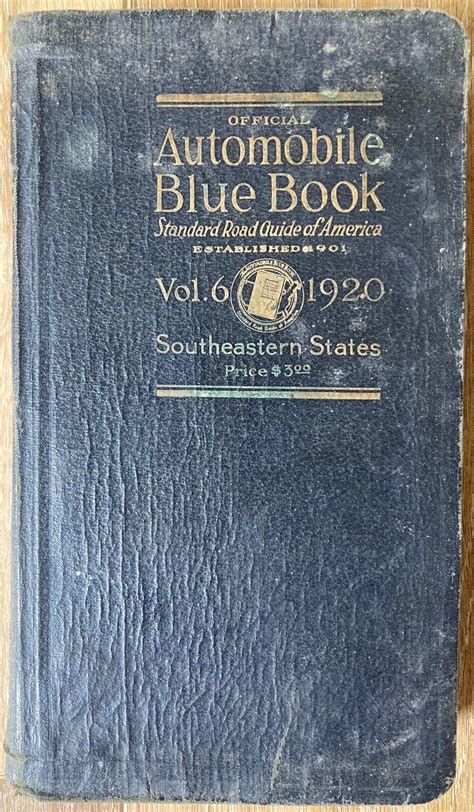 OFFICIAL
Automobile
Blue Book
Standard Road Guide of America
ESTABLISHED 1901
Vol. 6 1920
Southeastern States
Price $3.00